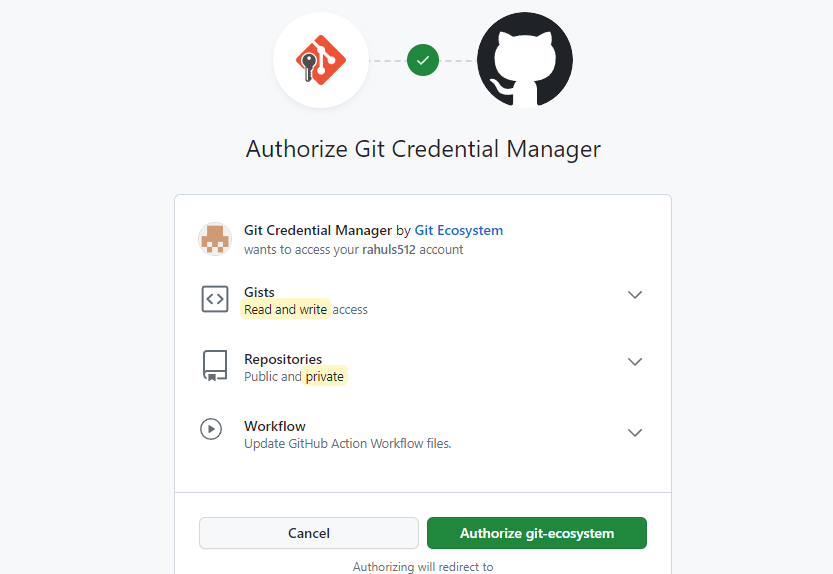 Authorize Git Credential Manager
Git Credential Manager by Git Ecosystem
wants to access your rahuls512 account
Gists
Read and write access
Repositories
Public and private
Workflow
Update GitHub Action Workflow files.
Cancel
Authorize git-ecosystem
Authorizing will redirect to